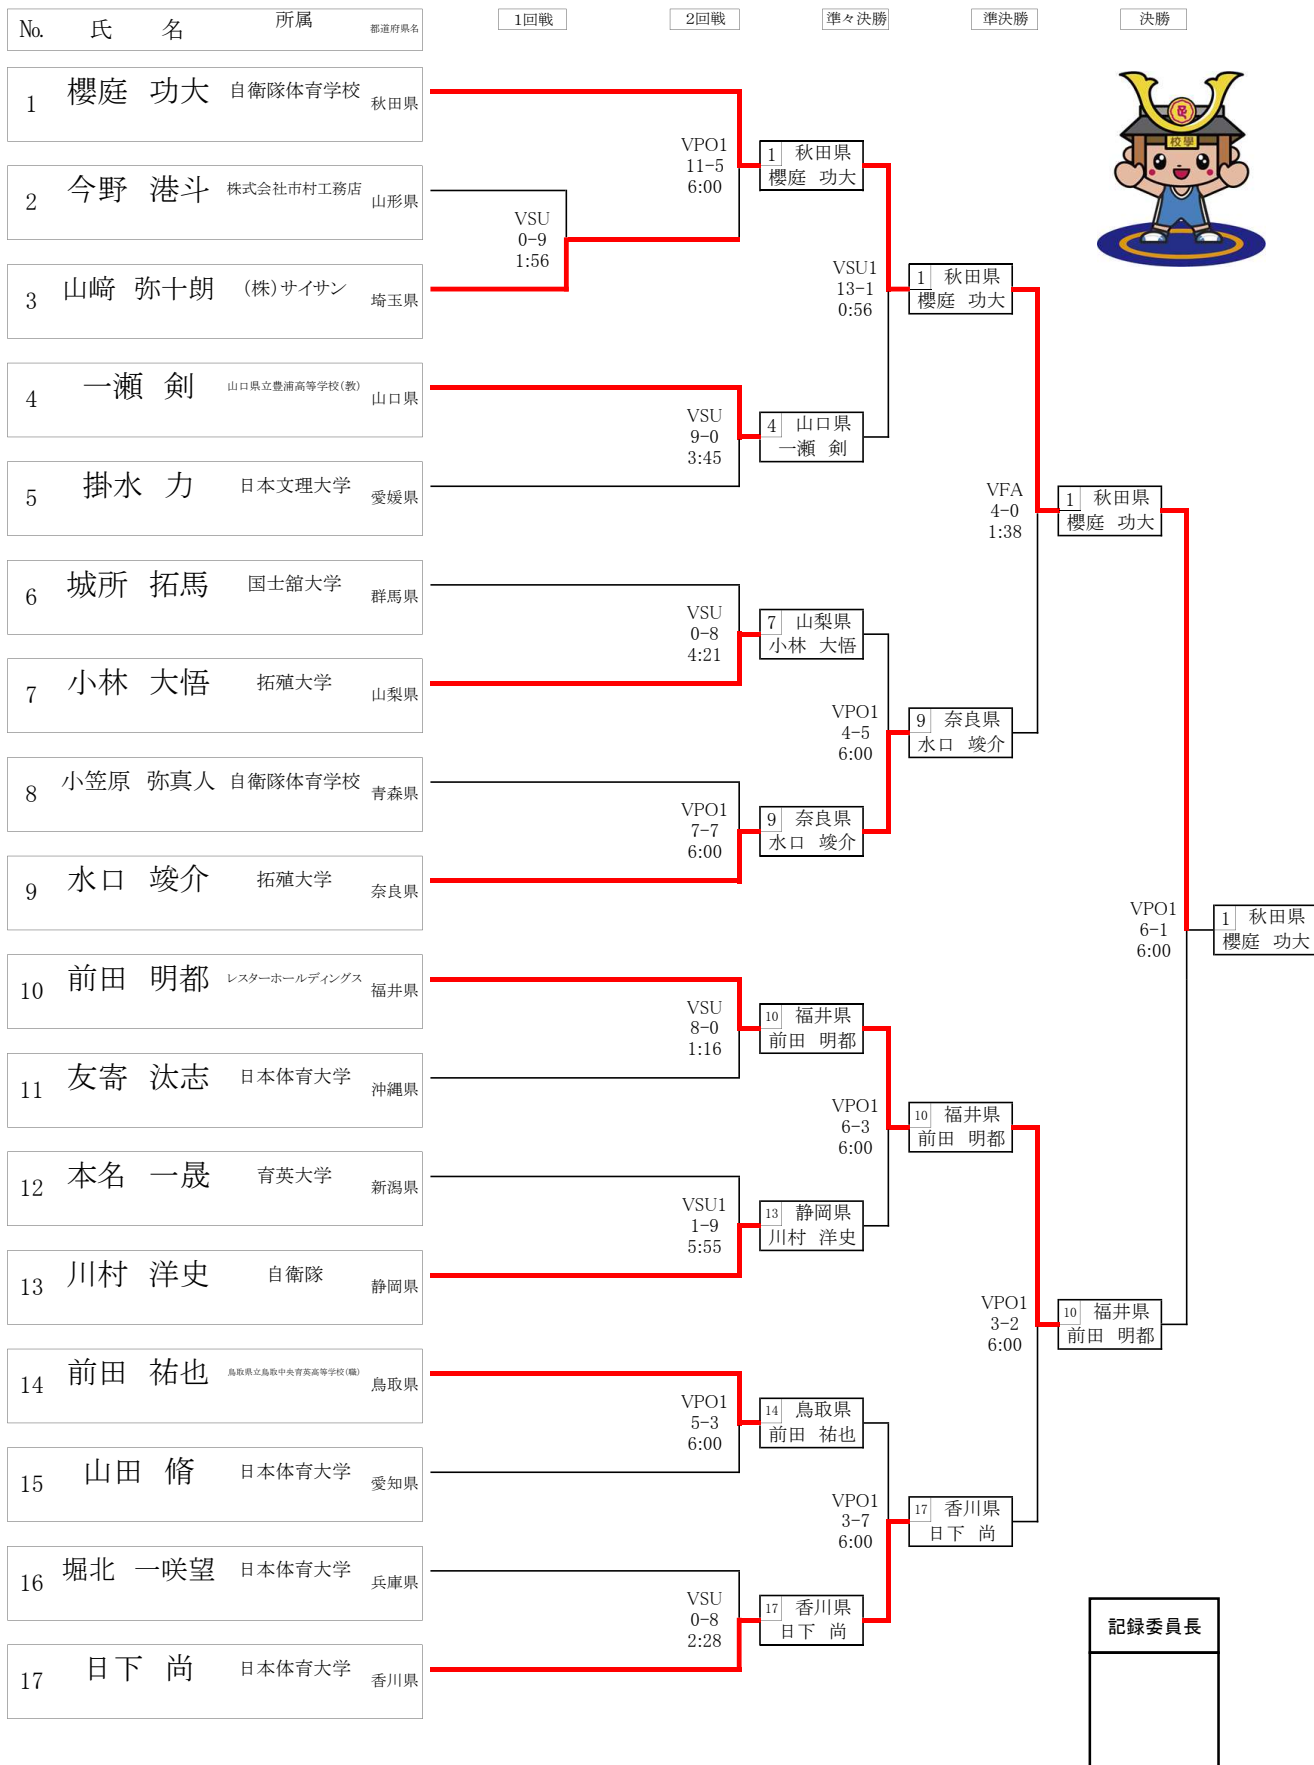 No. 氏 名 所属 都道府県名 1回戦 2回戦 準々決勝 準決勝 決勝
1 櫻庭 功大 自衛隊体育学校 秋田県
2 今野 港斗 株式会社市村工務店 山形県
3 山﨑 弥十朗 (株)サイサン 埼玉県
4 一瀬 剣 山口県立豊浦高等学校(教) 山口県
5 掛水 力 日本文理大学 愛媛県
6 城所 拓馬 国士舘大学 群馬県
7 小林 大悟 拓殖大学 山梨県
8 小笠原 弥真人 自衛隊体育学校 青森県
9 水口 竣介 拓殖大学 奈良県
10 前田 明都 レスターホールディングス 福井県
11 友寄 汰志 日本体育大学 沖縄県
12 本名 一晟 育英大学 新潟県
13 川村 洋史 自衛隊 静岡県
14 前田 祐也 鳥取県立鳥取中央育英高等学校(職) 鳥取県
15 山田 脩 日本体育大学 愛知県
16 堀北 一咲望 日本体育大学 兵庫県
17 日下 尚 日本体育大学 香川県
VSU
0-9
1:56
VPO1
11-5
6:00
VSU
9-0
3:45
VSU
0-8
4:21
VPO1
7-7
6:00
VSU
8-0
1:16
VSU1
1-9
5:55
VPO1
5-3
6:00
VSU
0-8
2:28
1 秋田県
櫻庭 功大
4 山口県
一瀬 剣
7 山梨県
小林 大悟
9 奈良県
水口 竣介
10 福井県
前田 明都
13 静岡県
川村 洋史
14 鳥取県
前田 祐也
17 香川県
日下 尚
VSU1
13-1
0:56
VPO1
4-5
6:00
VPO1
6-3
6:00
VPO1
3-7
6:00
1 秋田県
櫻庭 功大
9 奈良県
水口 竣介
10 福井県
前田 明都
17 香川県
日下 尚
VFA
4-0
1:38
VPO1
3-2
6:00
1 秋田県
櫻庭 功大
10 福井県
前田 明都
VPO1
6-1
6:00
1 秋田県
櫻庭 功大
校學
記録委員長